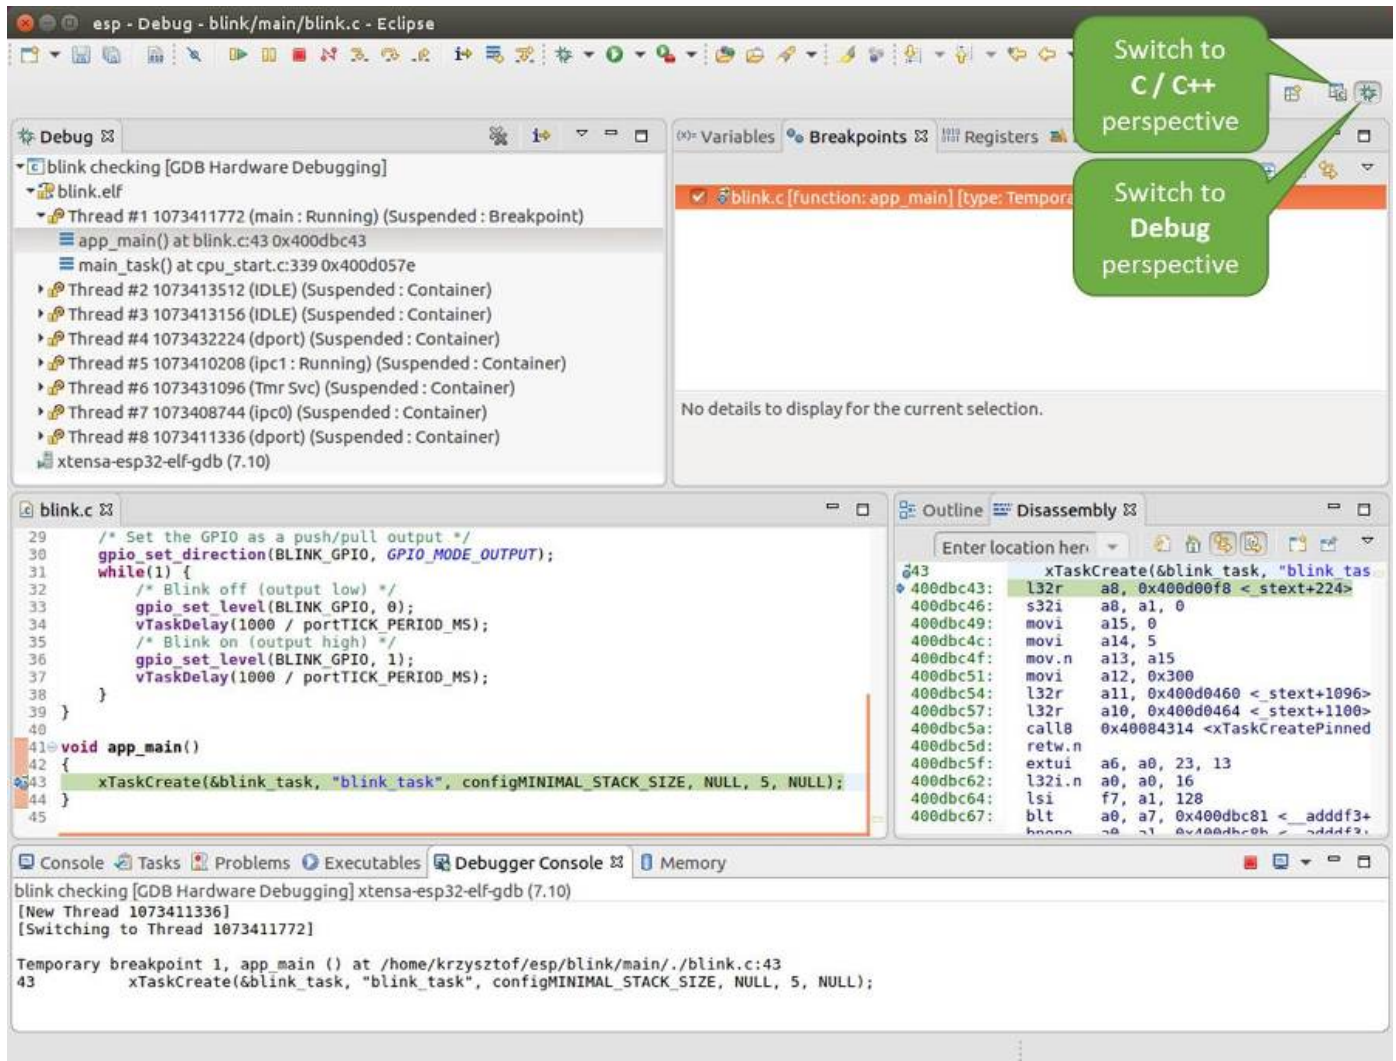 esp - Debug - blink/main/blink.c - Eclipse
Switch to
C / C++
perspective
Debug
Variables
Breakpoints
Registers
blink checking [GDB Hardware Debugging]
blink.elf
Thread #1 1073411772 (main : Running) (Suspended : Breakpoint)
app_main() at blink.c:43 0x400dbc43
main_task() at cpu_start.c:339 0x400d057e
Thread #2 1073413512 (IDLE) (Suspended : Container)
Thread #3 1073413156 (IDLE) (Suspended : Container)
Thread #4 1073432224 (dport) (Suspended : Container)
Thread #5 1073410208 (ipc1 : Running) (Suspended : Container)
Thread #6 1073431096 (Tmr Svc) (Suspended : Container)
Thread #7 1073408744 (ipc0) (Suspended : Container)
Thread #8 1073411336 (dport) (Suspended : Container)
xtensa-esp32-elf-gdb (7.10)
blink.c [function: app_main] [type: Tempora
Switch to
Debug
perspective
No details to display for the current selection.
blink.c
29 /* Set the GPIO as a push/pull output */
30 gpio_set_direction(BLINK_GPIO, GPIO_MODE_OUTPUT);
31 while(1) {
32 /* Blink off (output low) */
33 gpio_set_level(BLINK_GPIO, 0);
34 vTaskDelay(1000 / portTICK_PERIOD_MS);
35 /* Blink on (output high) */
36 gpio_set_level(BLINK_GPIO, 1);
37 vTaskDelay(1000 / portTICK_PERIOD_MS);
38 }
39 }
40
41 void app_main()
42 {
43 xTaskCreate(&blink_task, "blink_task", configMINIMAL_STACK_SIZE, NULL, 5, NULL);
44 }
45
Outline
Disassembly
Enter location her
43 xTaskCreate(&blink_task, "blink_tas
400dbc43: l32r a8, 0x400d00f8 <_stext+224>
400dbc46: s32i a8, a1, 0
400dbc49: movi a15, 0
400dbc4c: movi a14, 5
400dbc4f: mov.n a13, a15
400dbc51: movi a12, 0x300
400dbc54: l32r a11, 0x400d0460 <_stext+1096>
400dbc57: l32r a10, 0x400d0464 <_stext+1100>
400dbc5a: call8 0x40084314 <xTaskCreatePinned
400dbc5d: retw.n
400dbc5f: extui a6, a0, 23, 13
400dbc62: l32i.n a0, a0, 16
400dbc64: lsi f7, a1, 128
400dbc67: blt a0, a7, 0x400dbc81 <__adddf3+
Console Tasks Problems Executables Debugger Console Memory
blink checking [GDB Hardware Debugging] xtensa-esp32-elf-gdb (7.10)
[New Thread 1073411336]
[Switching to Thread 1073411772]
Temporary breakpoint 1, app_main () at /home/krzysztof/esp/blink/main/./blink.c:43
43 xTaskCreate(&blink_task, "blink_task", configMINIMAL_STACK_SIZE, NULL, 5, NULL);